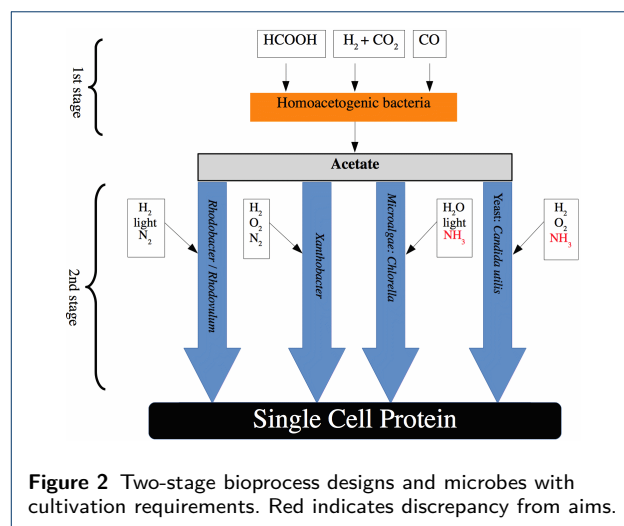 1st stage
HCOOH
H₂ + CO₂
CO
Homoacetogenic bacteria
Acetate
2nd stage
H₂
light
N₂
Rhodobacter / Rhodovulum
H₂
O₂
N₂
Xanthobacter
Microalgae: Chlorella
H₂O
light
NH₃
Yeast: Candida utilis
H₂
O₂
NH₃
Single Cell Protein
Figure 2 Two-stage bioprocess designs and microbes with
cultivation requirements. Red indicates discrepancy from aims.